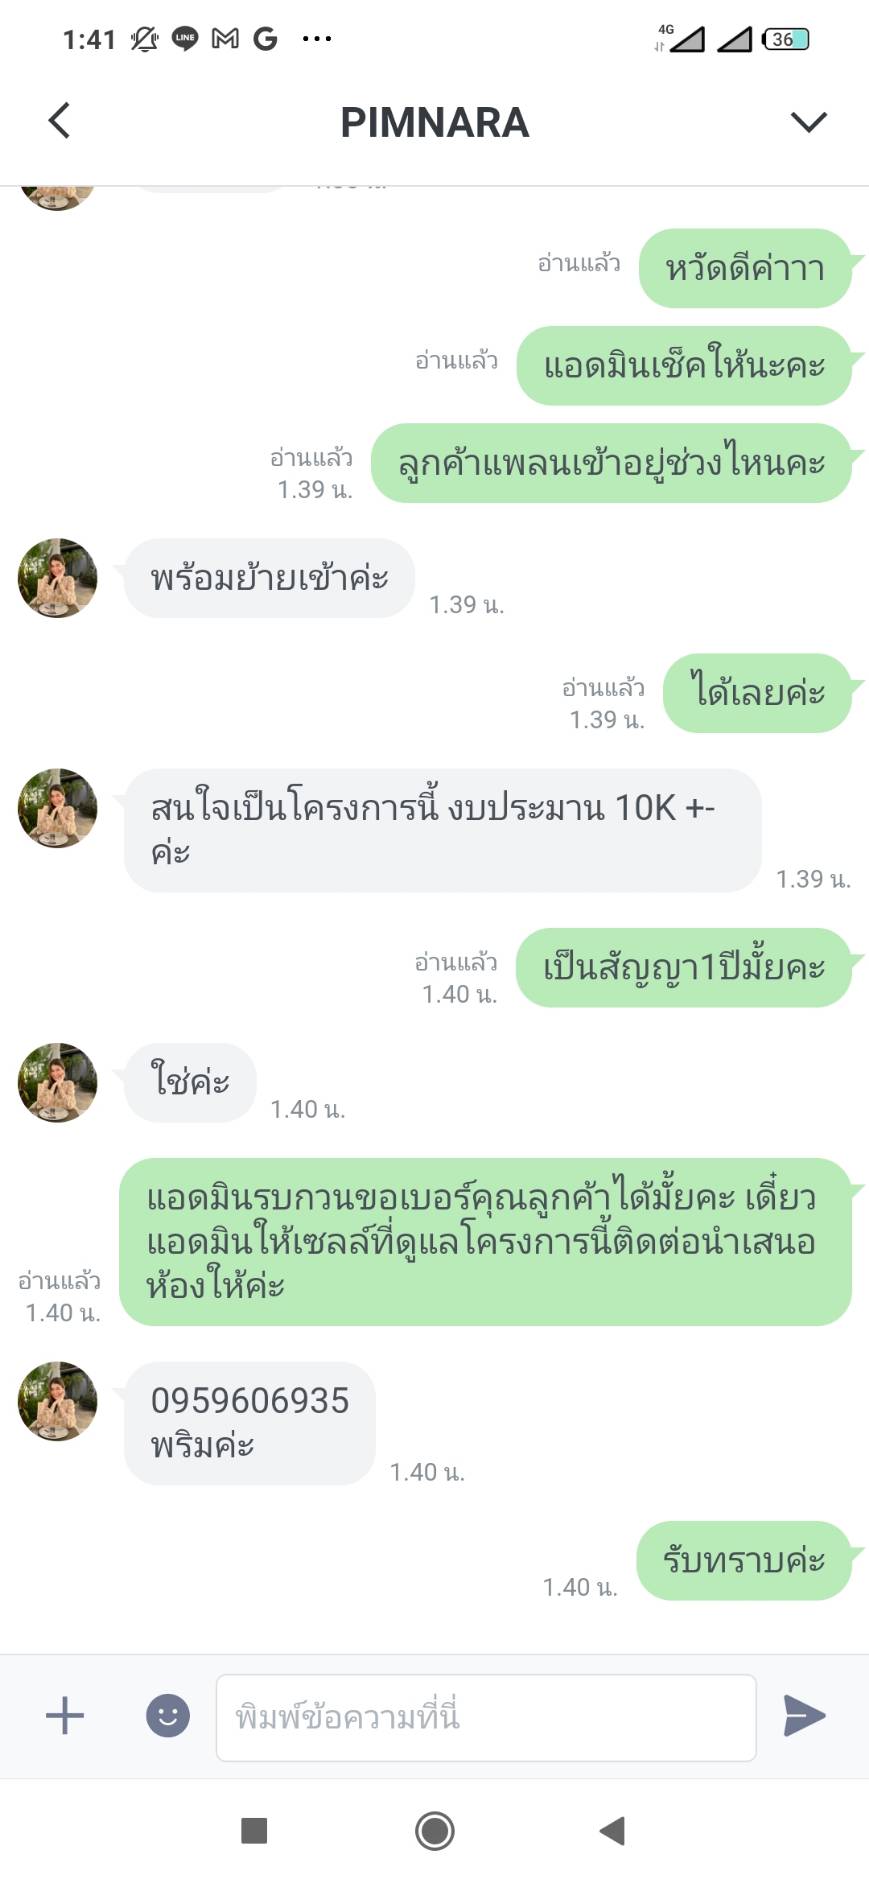 1:41 LINE M G ... 4G 36
PIMNARA
อ่านแล้ว หวัดดีค่าาา
อ่านแล้ว แอดมินเช็คให้นะคะ
อ่านแล้ว
1.39 น.
ลูกค้าแพลนเข้าอยู่ช่วงไหนคะ
พร้อมย้ายเข้าค่ะ
1.39 น.
อ่านแล้ว
1.39 น.
ได้เลยค่ะ
สนใจเป็นโครงการนี้ งบประมาน 10K +-
ค่ะ
1.39 น.
อ่านแล้ว
1.40 น.
เป็นสัญญา1ปีมั้ยคะ
ใช่ค่ะ
1.40 น.
แอดมินรบกวนขอเบอร์คุณลูกค้าได้มั้ยคะ เดี๋ยว
แอดมินให้เซลล์ที่ดูแลโครงการนี้ติดต่อนำเสนอ
ห้องให้ค่ะ
อ่านแล้ว
1.40 น.
0959606935
พริมค่ะ
1.40 น.
รับทราบค่ะ
1.40 น.
พิมพ์ข้อความที่นี่